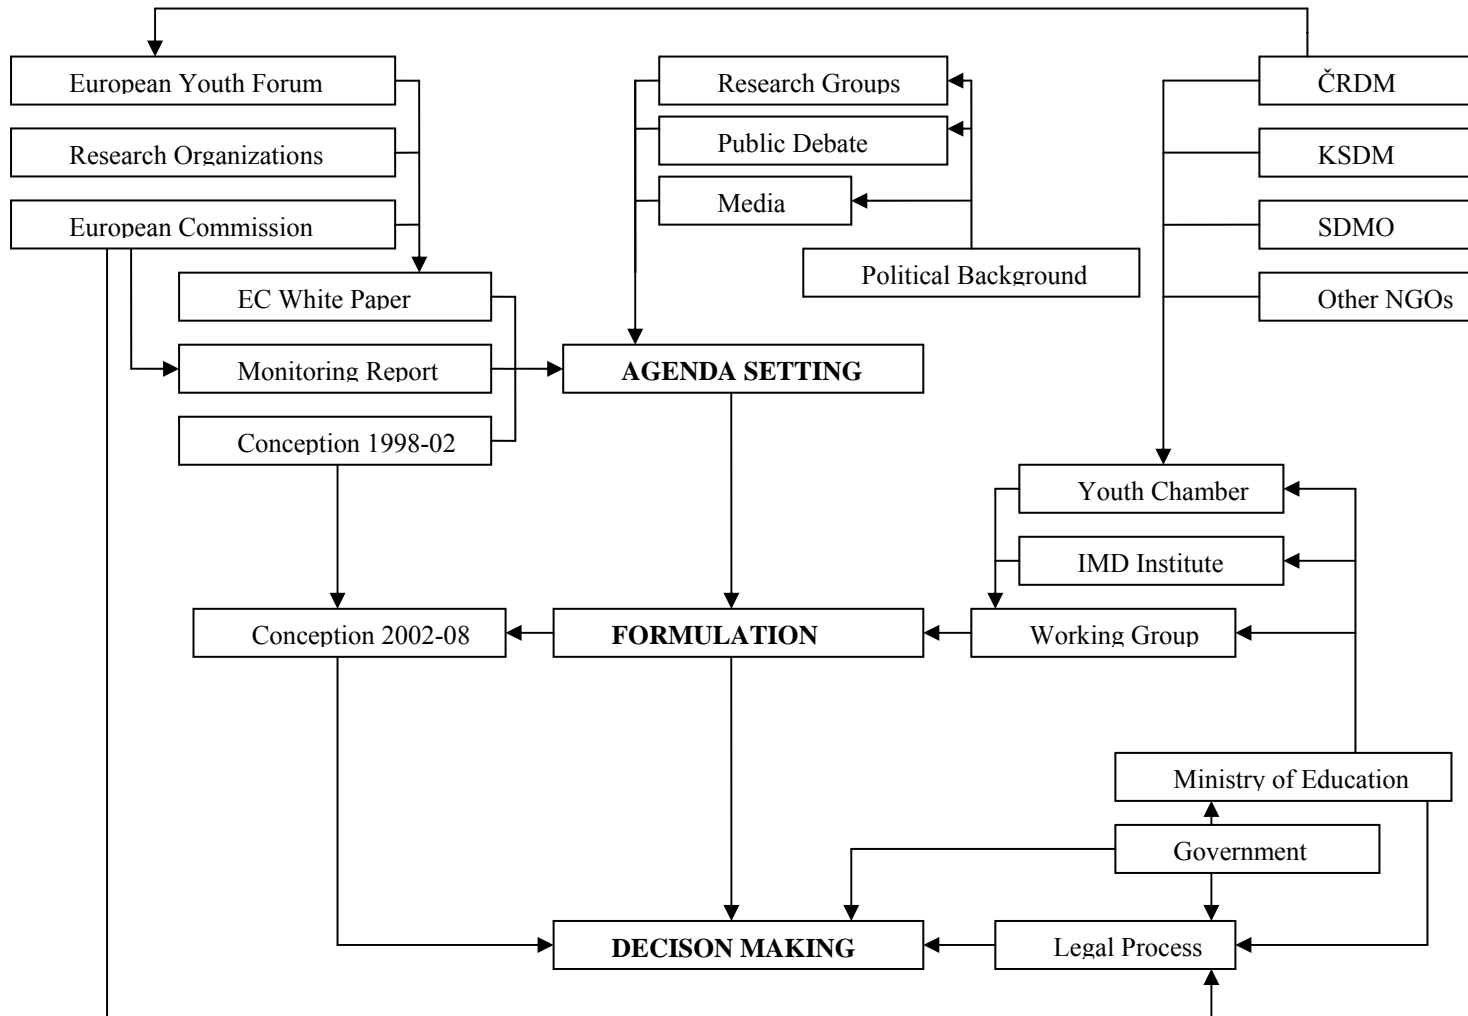 European Youth Forum
Research Organizations
European Commission
EC White Paper
Monitoring Report
Conception 1998-02
Research Groups
Public Debate
Media
Political Background
ČRDM
KSDM
SDMO
Other NGOs
AGENDA SETTING
Youth Chamber
IMD Institute
Working Group
FORMULATION
Conception 2002-08
Ministry of Education
Government
Legal Process
DECISON MAKING